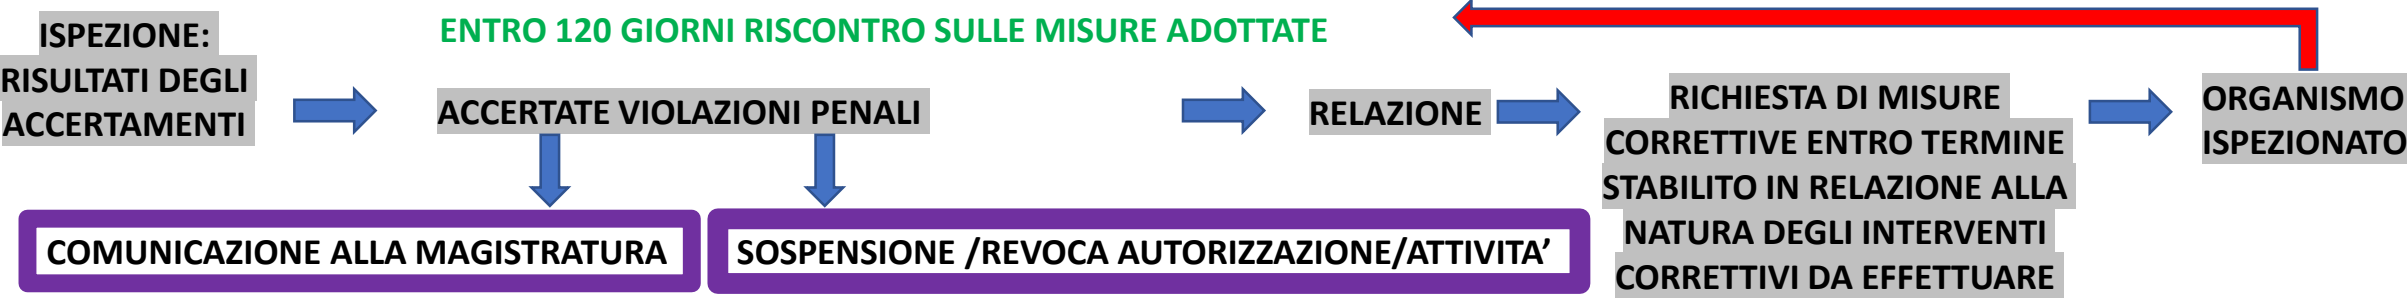 ISPEZIONE:
RISULTATI DEGLI
ACCERTAMENTI
ENTRO 120 GIORNI RISCONTRO SULLE MISURE ADOTTATE
ACCERTATE VIOLAZIONI PENALI
COMUNICAZIONE ALLA MAGISTRATURA
SOSPENSIONE /REVOCA AUTORIZZAZIONE/ATTIVITA’
RELAZIONE
RICHIESTA DI MISURE
CORRETTIVE ENTRO TERMINE
STABILITO IN RELAZIONE ALLA
NATURA DEGLI INTERVENTI
CORRETTIVI DA EFFETTUARE
ORGANISMO
ISPEZIONATO